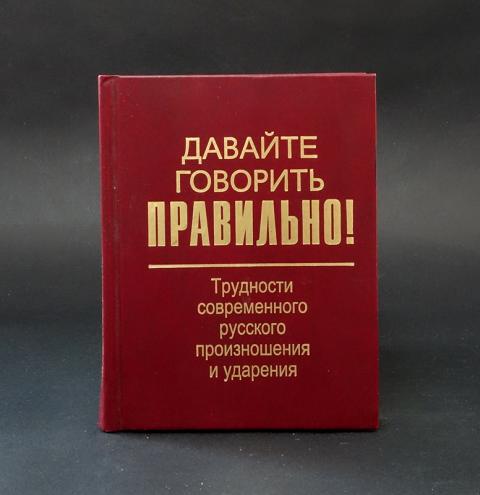 ДАВАЙТЕ
ГОВОРИТЬ
ПРАВИЛЬНО!
Трудности
современного
русского
произношения
и ударения